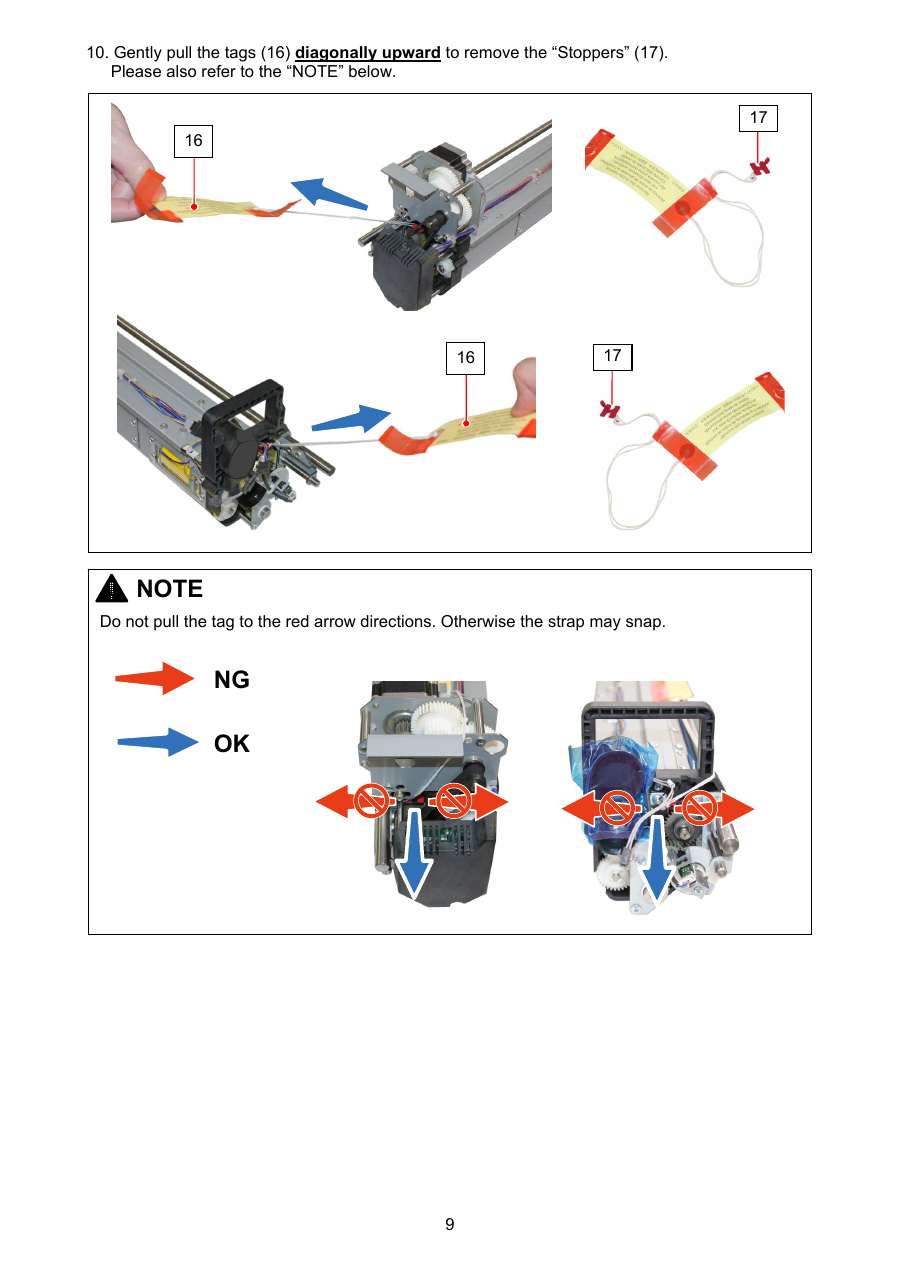 10. Gently pull the tags (16) diagonally upward to remove the “Stoppers” (17).
Please also refer to the “NOTE” below.
16
17
16
17
NOTE
Do not pull the tag to the red arrow directions. Otherwise the strap may snap.
NG
OK
9